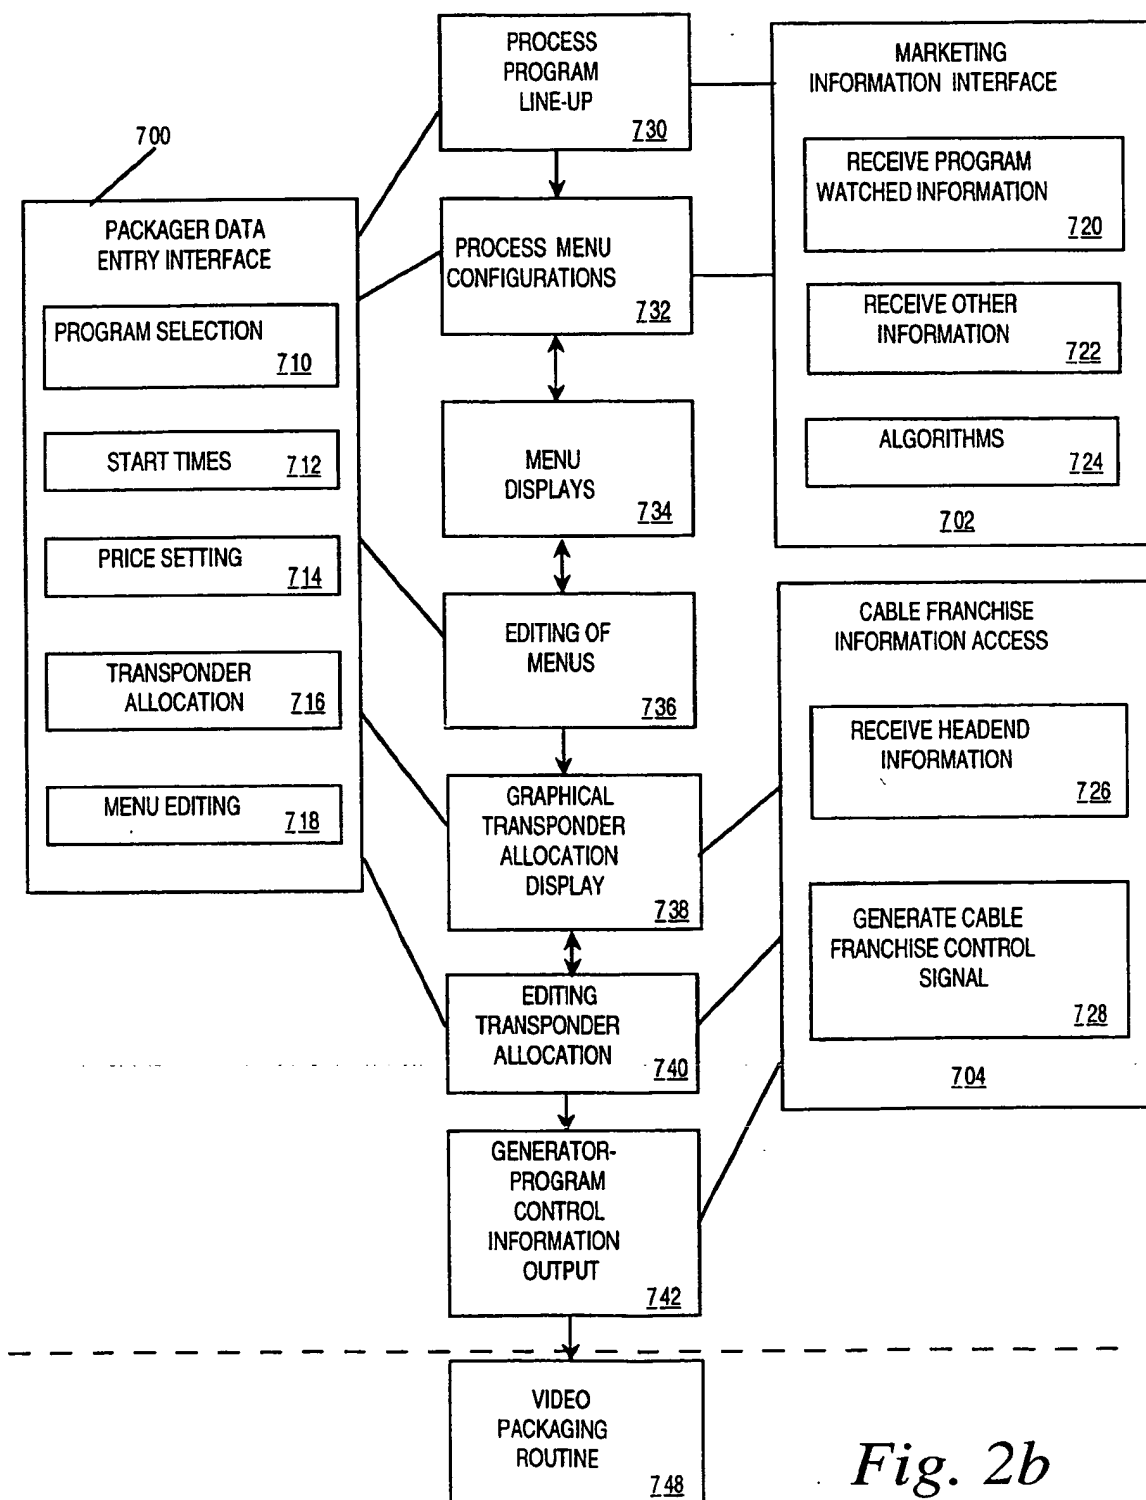 700
PACKAGER DATA
ENTRY INTERFACE
PROGRAM SELECTION
710
START TIMES
712
PRICE SETTING
714
TRANSPONDER
ALLOCATION
716
MENU EDITING
718
PROCESS
PROGRAM
LINE-UP
730
PROCESS MENU
CONFIGURATIONS
732
MENU
DISPLAYS
734
EDITING OF
MENUS
736
GRAPHICAL
TRANSPONDER
ALLOCATION
DISPLAY
738
EDITING
TRANSPONDER
ALLOCATION
740
GENERATOR-
PROGRAM
CONTROL
INFORMATION
OUTPUT
742
VIDEO
PACKAGING
ROUTINE
748
MARKETING
INFORMATION INTERFACE
RECEIVE PROGRAM
WATCHED INFORMATION
720
RECEIVE OTHER
INFORMATION
722
ALGORITHMS
724
702
CABLE FRANCHISE
INFORMATION ACCESS
RECEIVE HEADEND
INFORMATION
726
GENERATE CABLE
FRANCHISE CONTROL
SIGNAL
728
704
Fig. 2b